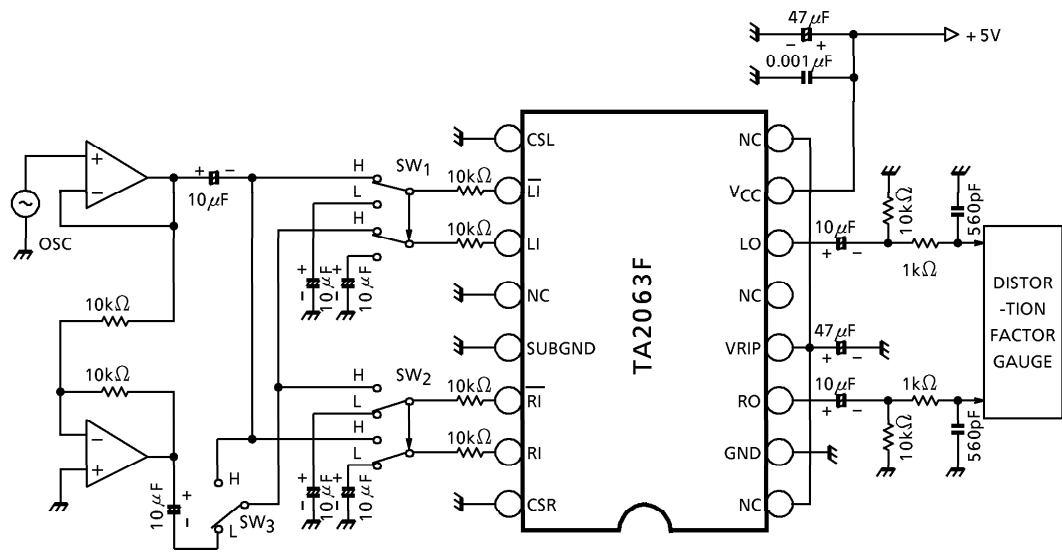 47μF
− +
+5V
0.001μF
CSL
NC
H
SW1
10kΩ
LI
VCC
+ −
10μF
L
10kΩ
560pF
H
10kΩ
LI
LO
10μF
+ −
1kΩ
OSC
L
+ − 10μF
+ − 10μF
NC
NC
TA2063F
DISTOR
-TION
FACTOR
GAUGE
10kΩ
SUBGND
VRIP
47μF
+ −
10kΩ
H
SW2
10kΩ
RI
RO
10μF
+ −
1kΩ
L
H
10kΩ
RI
GND
10kΩ
560pF
L
H
10μF
+ −
SW3
L
+ − 10μF
+ − 10μF
CSR
NC